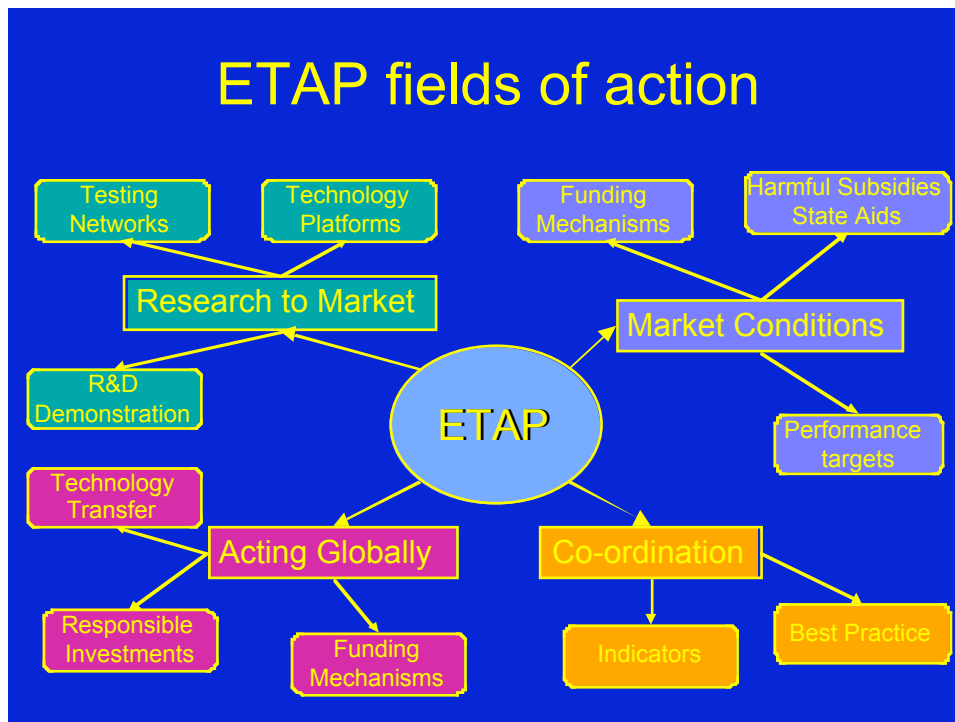 ETAP fields of action
Testing
Networks
Technology
Platforms
Funding
Mechanisms
Harmful Subsidies
State Aids
Research to Market
Market Conditions
R&D
Demonstration
ETAP
Performance
targets
Technology
Transfer
Acting Globally
Co-ordination
Responsible
Investments
Funding
Mechanisms
Indicators
Best Practice